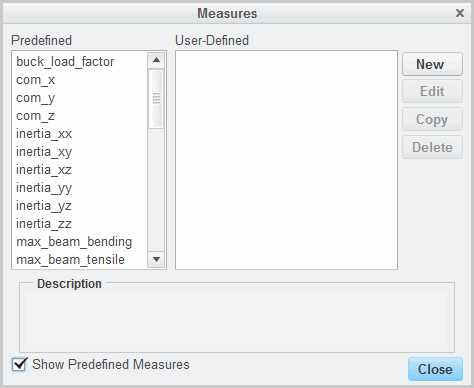 Measures
Predefined
User-Defined
buck_load_factor
com_x
com_y
com_z
inertia_xx
inertia_xy
inertia_xz
inertia_yy
inertia_yz
inertia_zz
max_beam_bending
max_beam_tensile
New
Edit
Copy
Delete
Description
Show Predefined Measures
Close